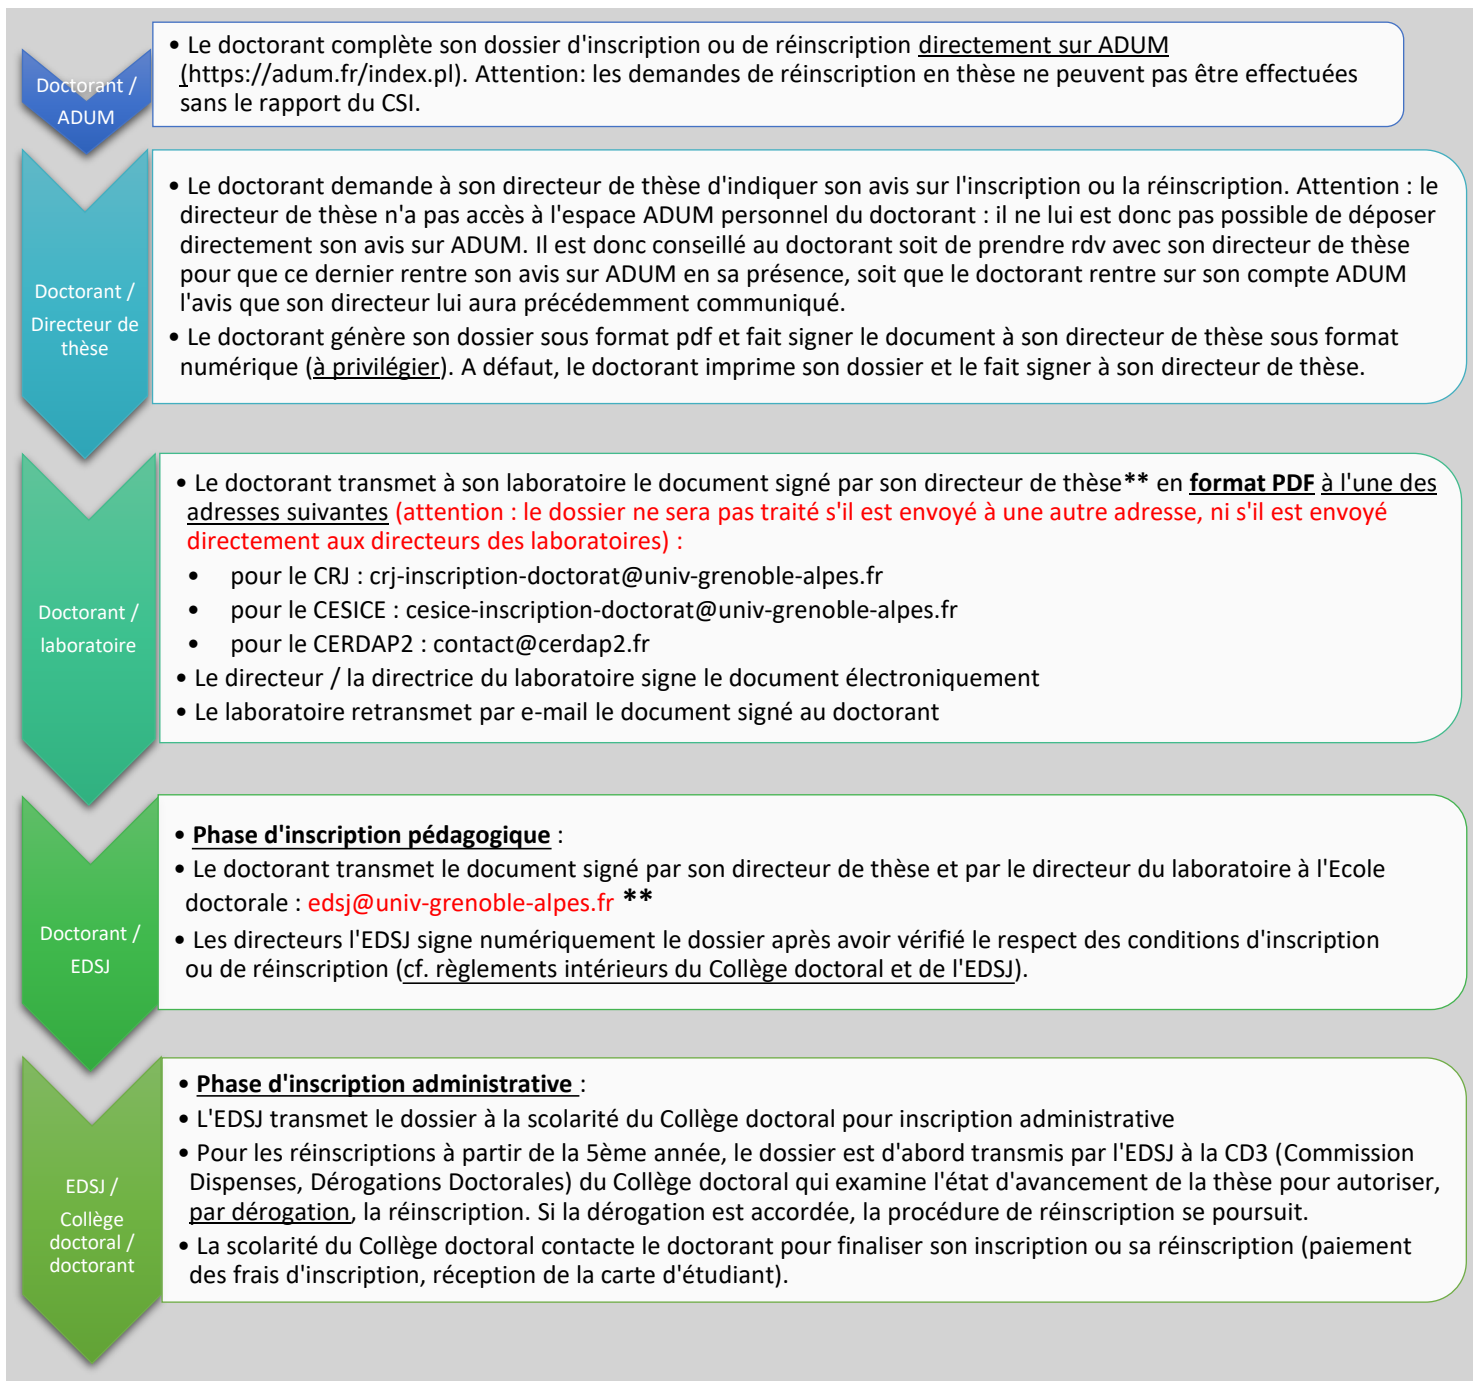 Doctorant /
ADUM
• Le doctorant complète son dossier d'inscription ou de réinscription directement sur ADUM
(https://adum.fr/index.pl). Attention: les demandes de réinscription en thèse ne peuvent pas être effectuées
sans le rapport du CSI.
Doctorant /
Directeur de
thèse
• Le doctorant demande à son directeur de thèse d'indiquer son avis sur l'inscription ou la réinscription. Attention : le
directeur de thèse n'a pas accès à l'espace ADUM personnel du doctorant : il ne lui est donc pas possible de déposer
directement son avis sur ADUM. Il est donc conseillé au doctorant soit de prendre rdv avec son directeur de thèse
pour que ce dernier rentre son avis sur ADUM en sa présence, soit que le doctorant rentre sur son compte ADUM
l'avis que son directeur lui aura précédemment communiqué.
• Le doctorant génère son dossier sous format pdf et fait signer le document à son directeur de thèse sous format
numérique (à privilégier). A défaut, le doctorant imprime son dossier et le fait signer à son directeur de thèse.
Doctorant /
laboratoire
• Le doctorant transmet à son laboratoire le document signé par son directeur de thèse** en format PDF à l'une des
adresses suivantes (attention : le dossier ne sera pas traité s'il est envoyé à une autre adresse, ni s'il est envoyé
directement aux directeurs des laboratoires) :
• pour le CRJ : crj-inscription-doctorat@univ-grenoble-alpes.fr
• pour le CESICE : cesice-inscription-doctorat@univ-grenoble-alpes.fr
• pour le CERDAP2 : contact@cerdap2.fr
• Le directeur / la directrice du laboratoire signe le document électroniquement
• Le laboratoire retransmet par e-mail le document signé au doctorant
Doctorant /
EDSJ
• Phase d'inscription pédagogique :
• Le doctorant transmet le document signé par son directeur de thèse et par le directeur du laboratoire à l'Ecole
doctorale : edsj@univ-grenoble-alpes.fr **
• Les directeurs l'EDSJ signe numériquement le dossier après avoir vérifié le respect des conditions d'inscription
ou de réinscription (cf. règlements intérieurs du Collège doctoral et de l'EDSJ).
EDSJ /
Collège
doctoral /
doctorant
• Phase d'inscription administrative :
• L'EDSJ transmet le dossier à la scolarité du Collège doctoral pour inscription administrative
• Pour les réinscriptions à partir de la 5ème année, le dossier est d'abord transmis par l'EDSJ à la CD3 (Commission
Dispenses, Dérogations Doctorales) du Collège doctoral qui examine l'état d'avancement de la thèse pour autoriser,
par dérogation, la réinscription. Si la dérogation est accordée, la procédure de réinscription se poursuit.
• La scolarité du Collège doctoral contacte le doctorant pour finaliser son inscription ou sa réinscription (paiement
des frais d'inscription, réception de la carte d'étudiant).